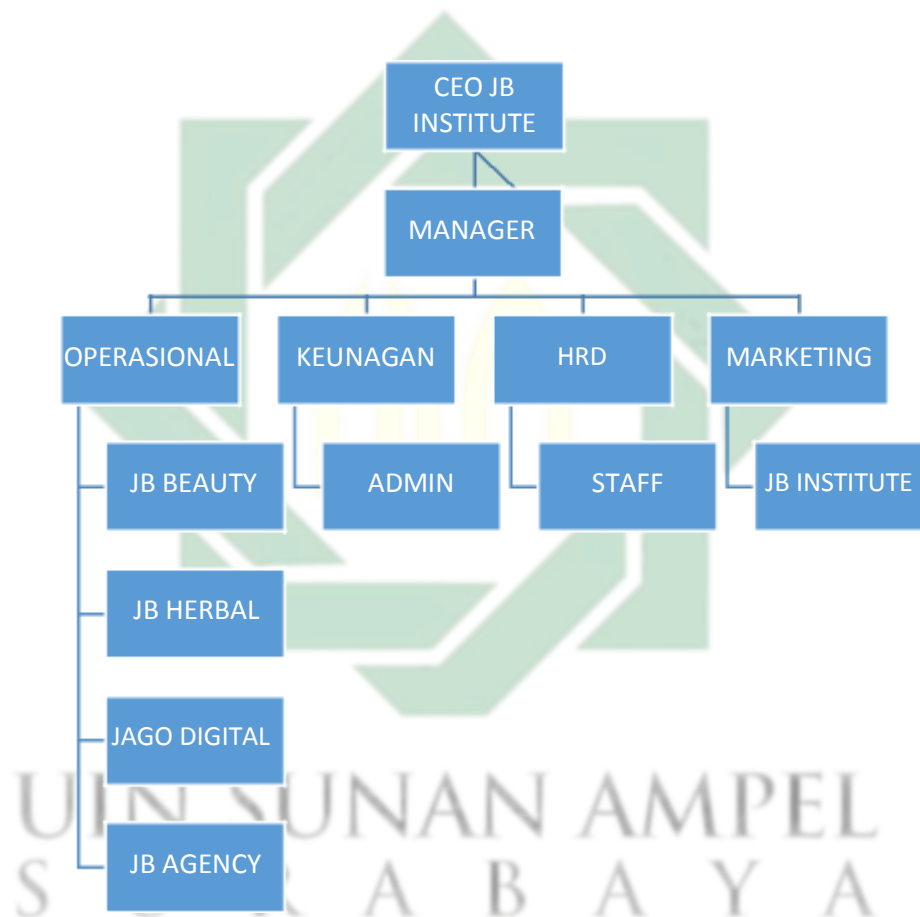 CEO JB
INSTITUTE
MANAGER
OPERASIONAL
KEUNAGAN
HRD
MARKETING
JB BEAUTY
ADMIN
STAFF
JB INSTITUTE
JB HERBAL
JAGO DIGITAL
JB AGENCY
UIN SUNAN AMPEL
SURABAYA